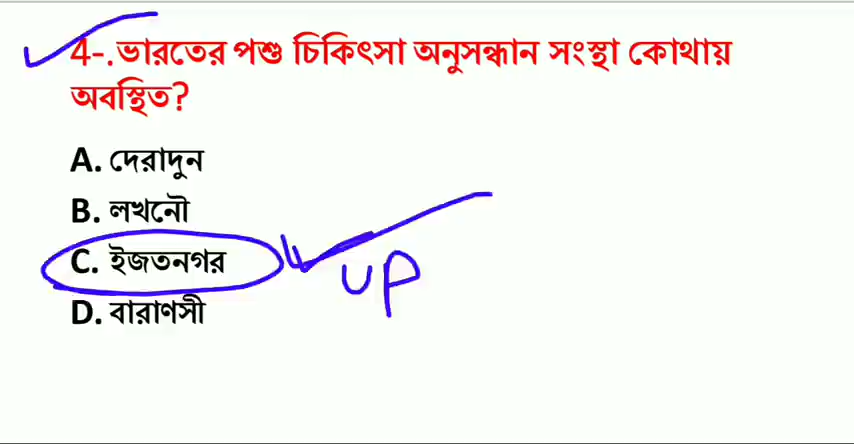 4-.ভারতের পশু চিকিৎসা অনুসন্ধান সংস্থা কোথায়
অবস্থিত?
A. দেরাদুন
B. লখনৌ
C. ইজতনগর
UP
D. বারাণসী